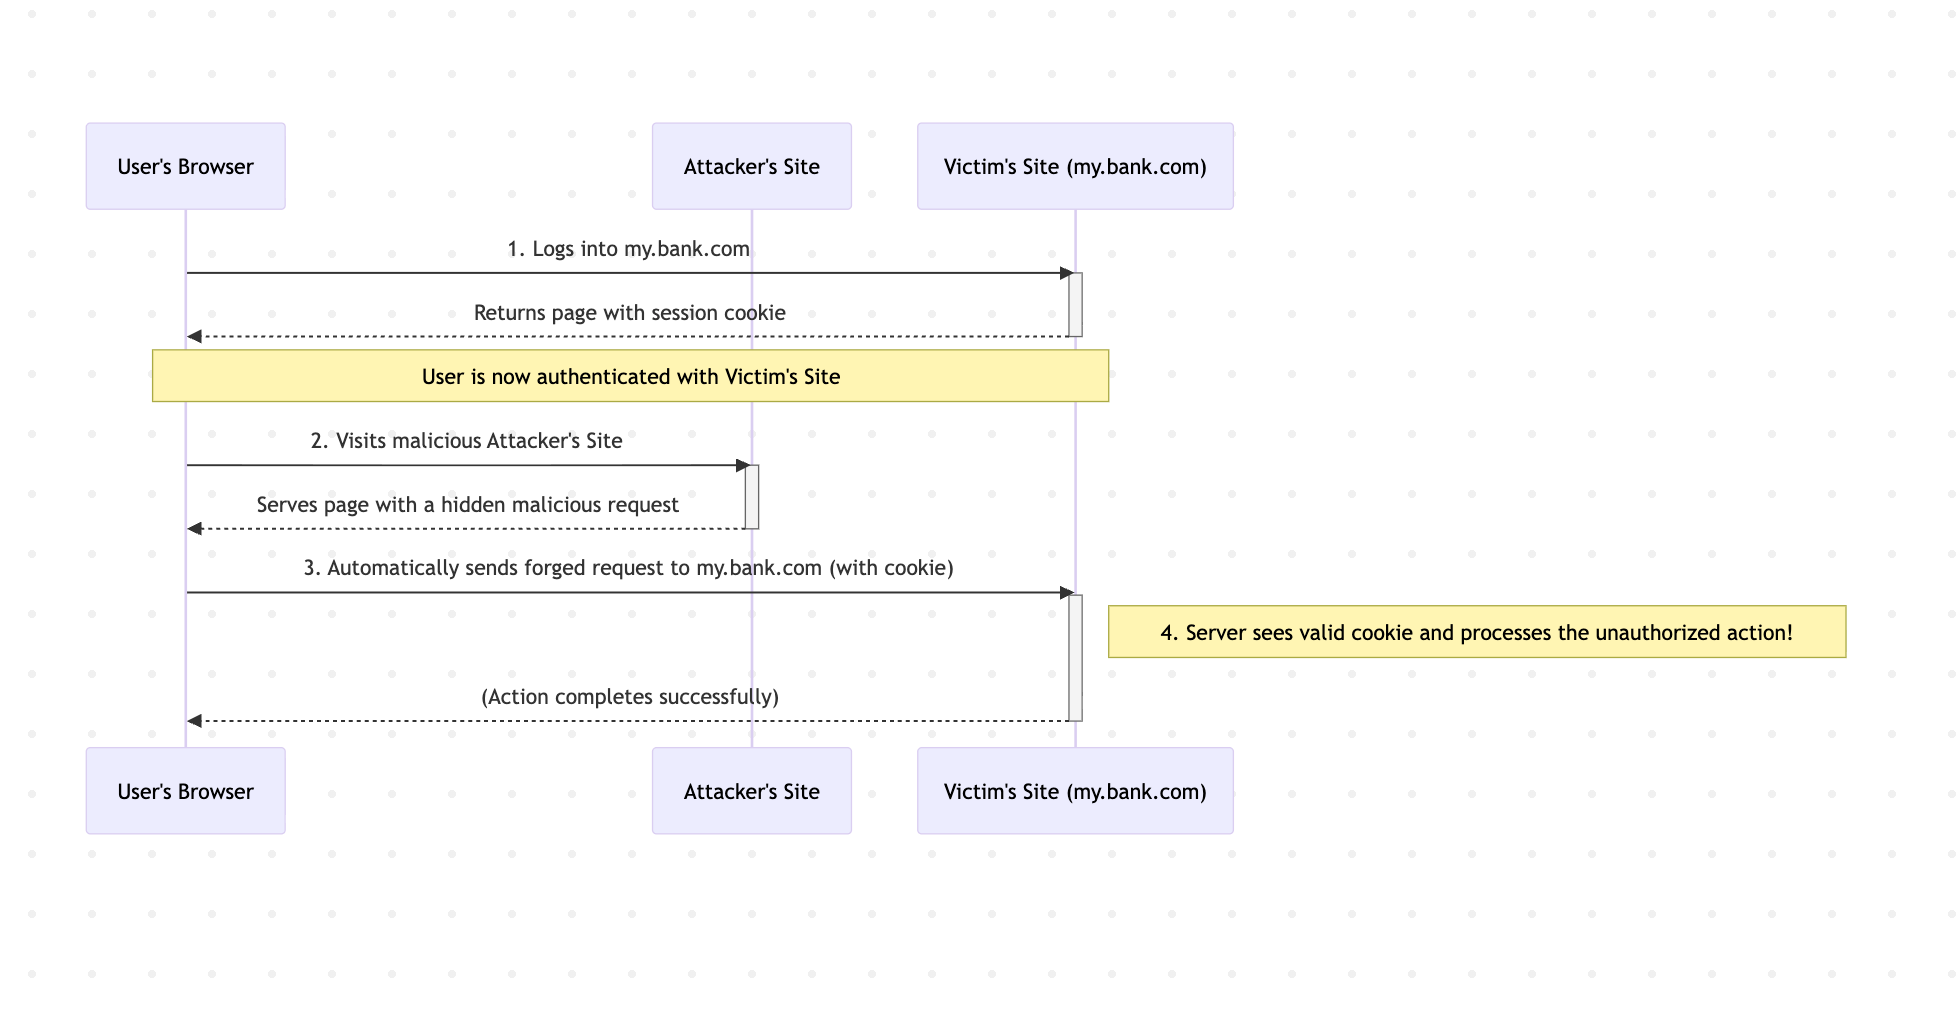 User's Browser
Attacker's Site
Victim's Site (my.bank.com)
1. Logs into my.bank.com
Returns page with session cookie
User is now authenticated with Victim's Site
2. Visits malicious Attacker's Site
Serves page with a hidden malicious request
3. Automatically sends forged request to my.bank.com (with cookie)
4. Server sees valid cookie and processes the unauthorized action!
(Action completes successfully)
User's Browser
Attacker's Site
Victim's Site (my.bank.com)